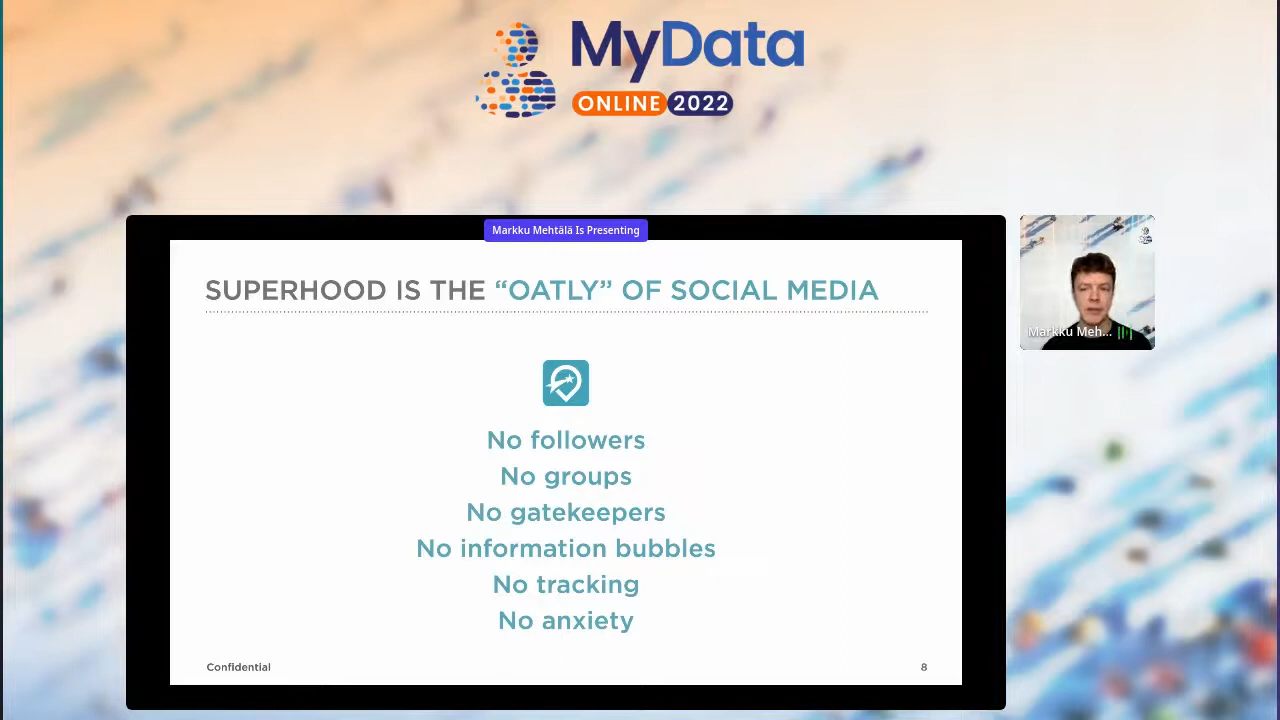 MyData
ONLINE 2022
Markku Mehtälä Is Presenting
SUPERHOOD IS THE “OATLY” OF SOCIAL MEDIA
Markku Meh...
No followers
No groups
No gatekeepers
No information bubbles
No tracking
No anxiety
Confidential
8